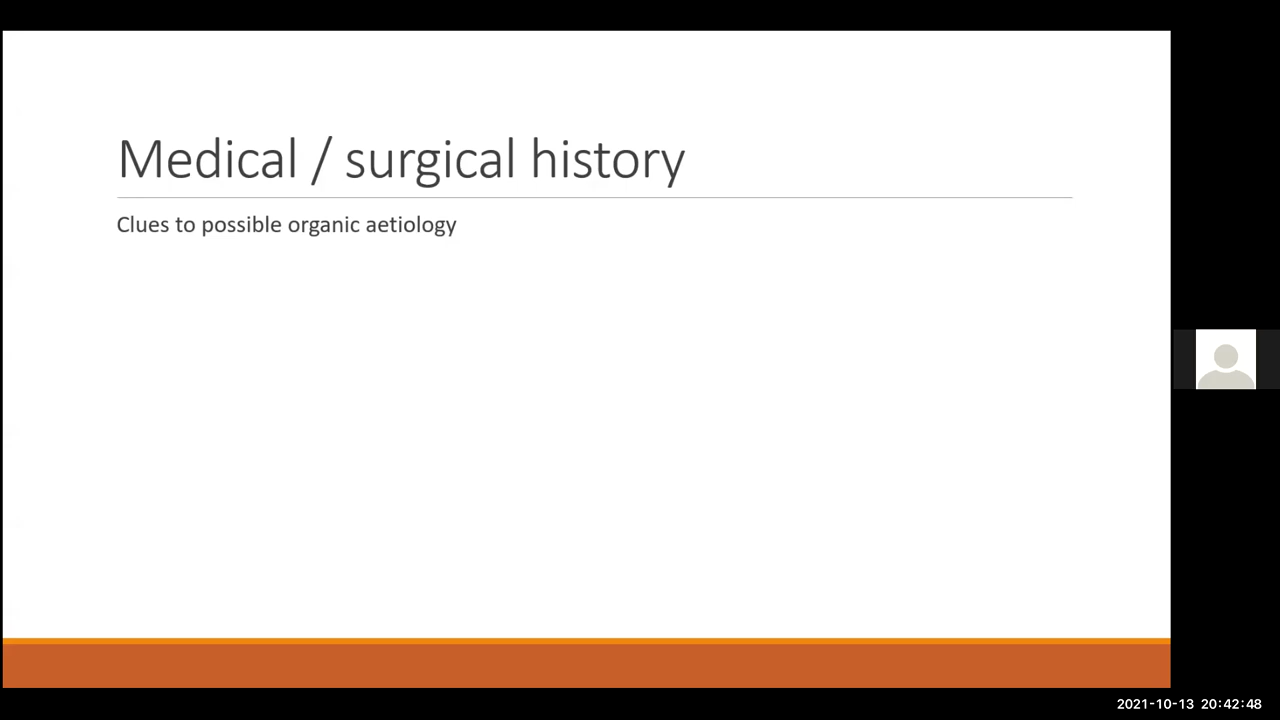 Medical / surgical history
Clues to possible organic aetiology
2021-10-13 20:42:48